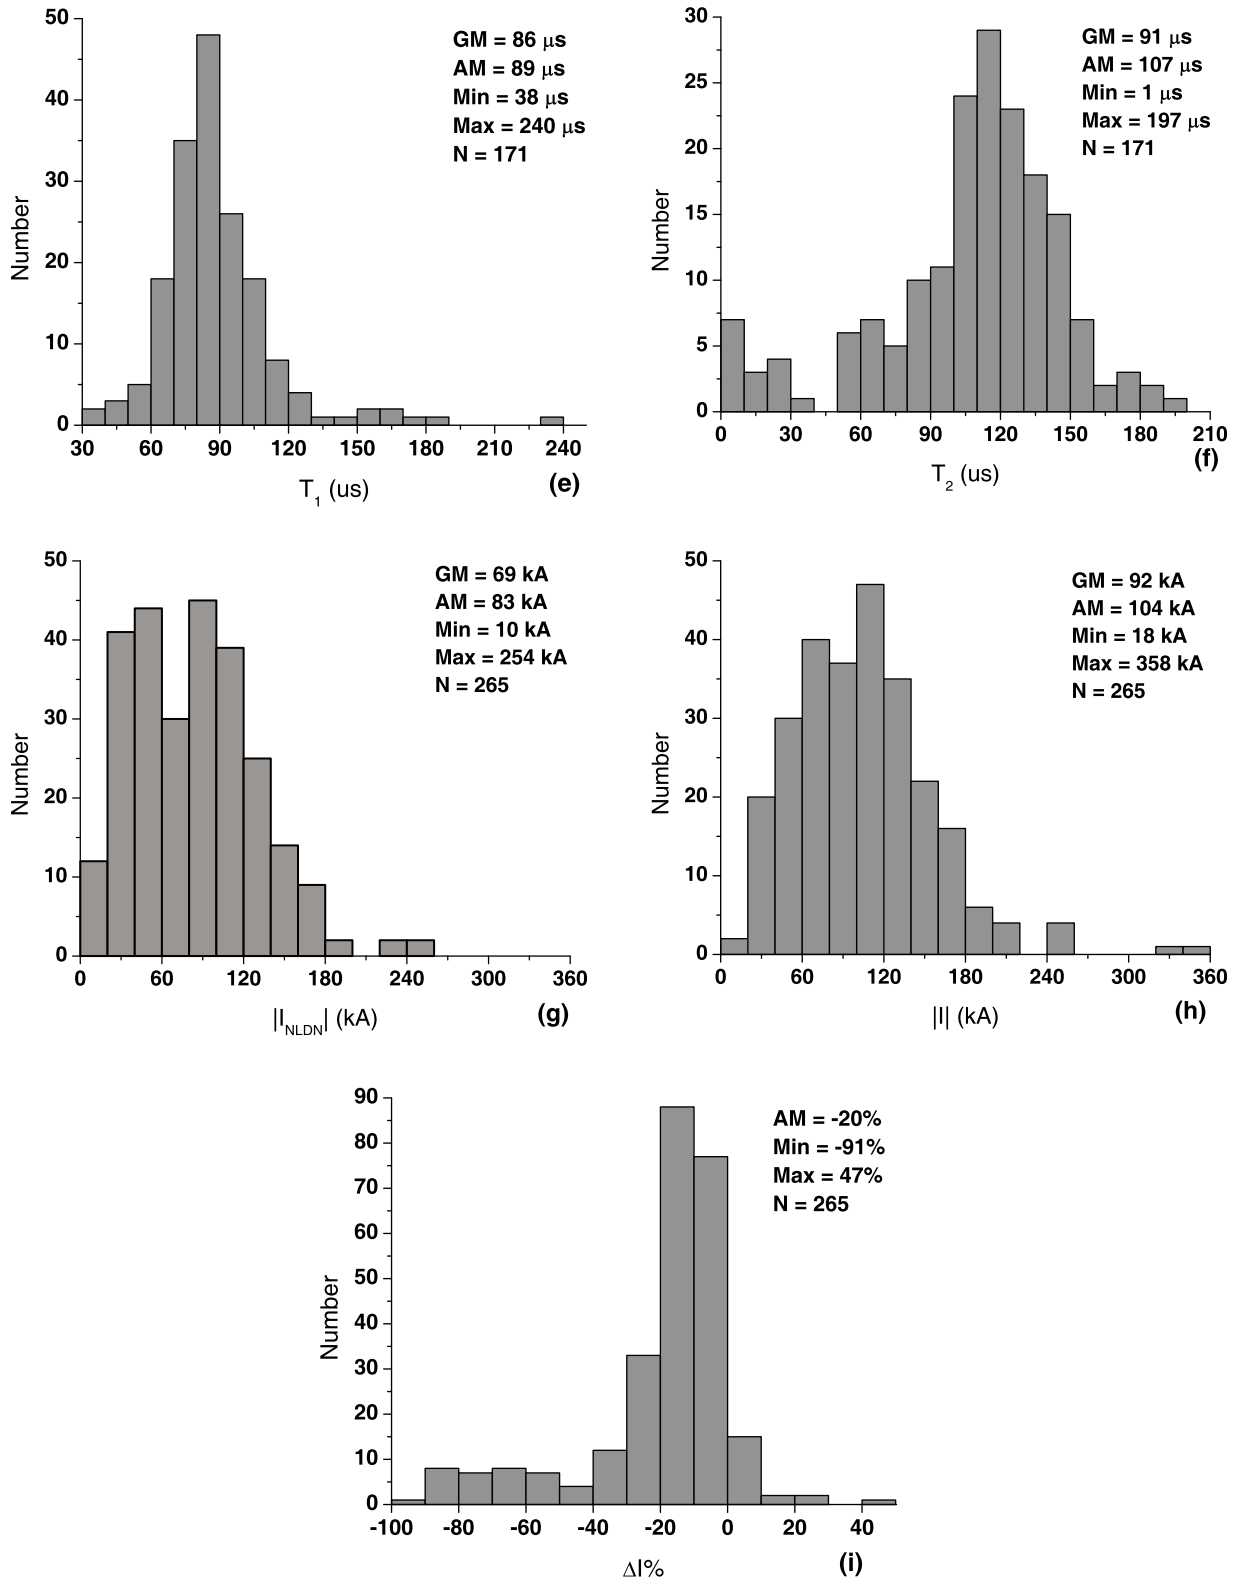 50
40
30
20
10
0
Number
GM = 86 μs
AM = 89 μs
Min = 38 μs
Max = 240 μs
N = 171
30 60 90 120 150 180 210 240
T1 (us)
(e)
30
25
20
15
10
5
0
Number
GM = 91 μs
AM = 107 μs
Min = 1 μs
Max = 197 μs
N = 171
0 30 60 90 120 150 180 210
T2 (us)
(f)
50
40
30
20
10
0
Number
GM = 69 kA
AM = 83 kA
Min = 10 kA
Max = 254 kA
N = 265
0 60 120 180 240 300 360
|INLDN| (kA)
(g)
50
40
30
20
10
0
Number
GM = 92 kA
AM = 104 kA
Min = 18 kA
Max = 358 kA
N = 265
0 60 120 180 240 300 360
|I| (kA)
(h)
90
80
70
60
50
40
30
20
10
0
Number
AM = -20%
Min = -91%
Max = 47%
N = 265
-100 -80 -60 -40 -20 0 20 40
ΔI%
(i)